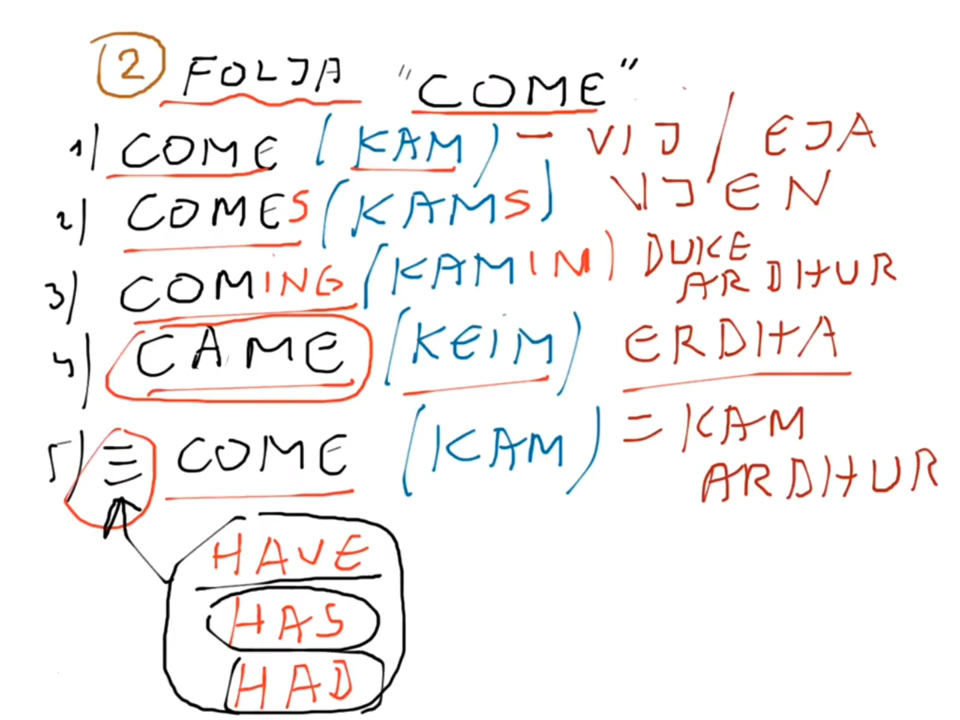 2 FOLJA "COME"
1) COME (KAM) - VIJ / EJA
2) COMES (KAMS) VJEN
3) COMING (KAMIN) DUKE
ARDHUR
4) CAME (KEIM) ERDHA
5) ≡ COME (KAM) = KAM
ARDHUR
HAVE
HAS
HAD